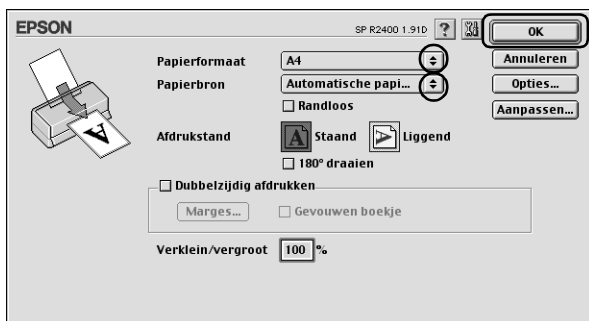 EPSON SP R2400 1.91D ? OK
Papierformaat A4 Annuleren
Papierbron Automatische papi... Opties...
Randloos Aanpassen...
Afdrukstand A Staand A Liggend
180° draaien
Dubbelzijdig afdrukken
Marges... Gevouwen boekje
Verklein/vergroot 100 %
A